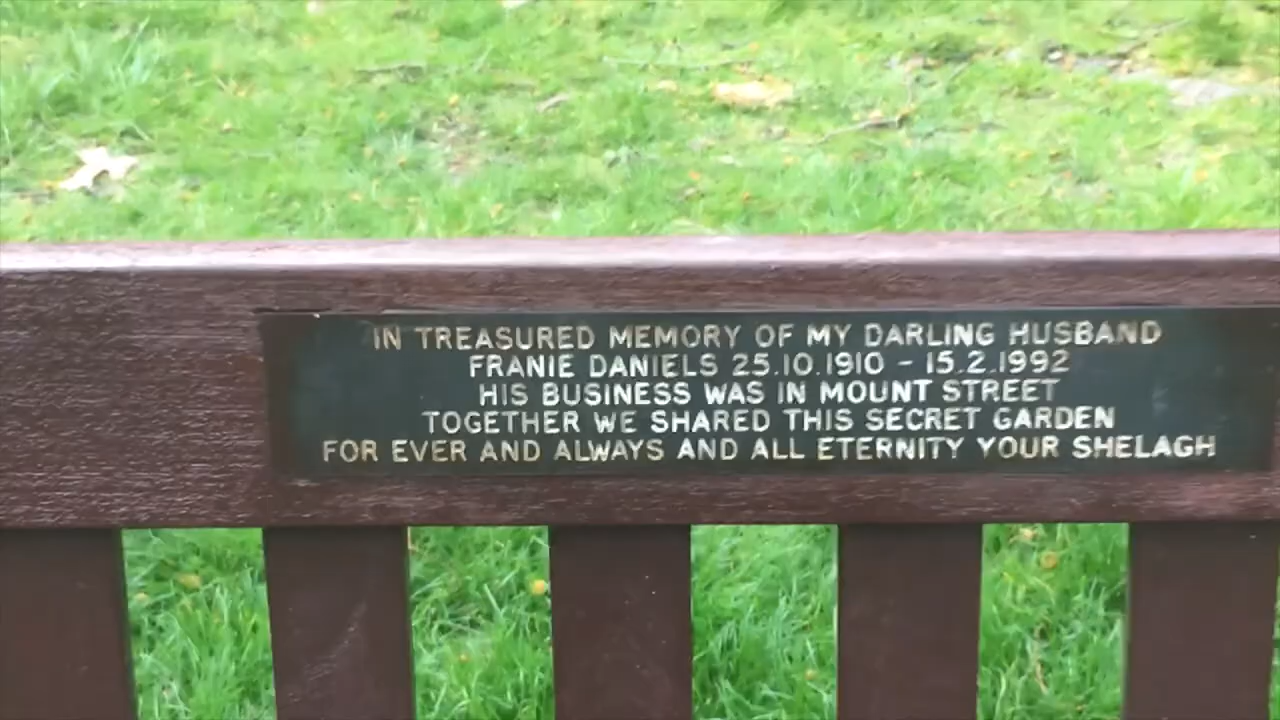 IN TREASURED MEMORY OF MY DARLING HUSBAND
FRANIE DANIELS 25.10.1910 - 15.2.1992
HIS BUSINESS WAS IN MOUNT STREET
TOGETHER WE SHARED THIS SECRET GARDEN
FOR EVER AND ALWAYS AND ALL ETERNITY YOUR SHELAGH